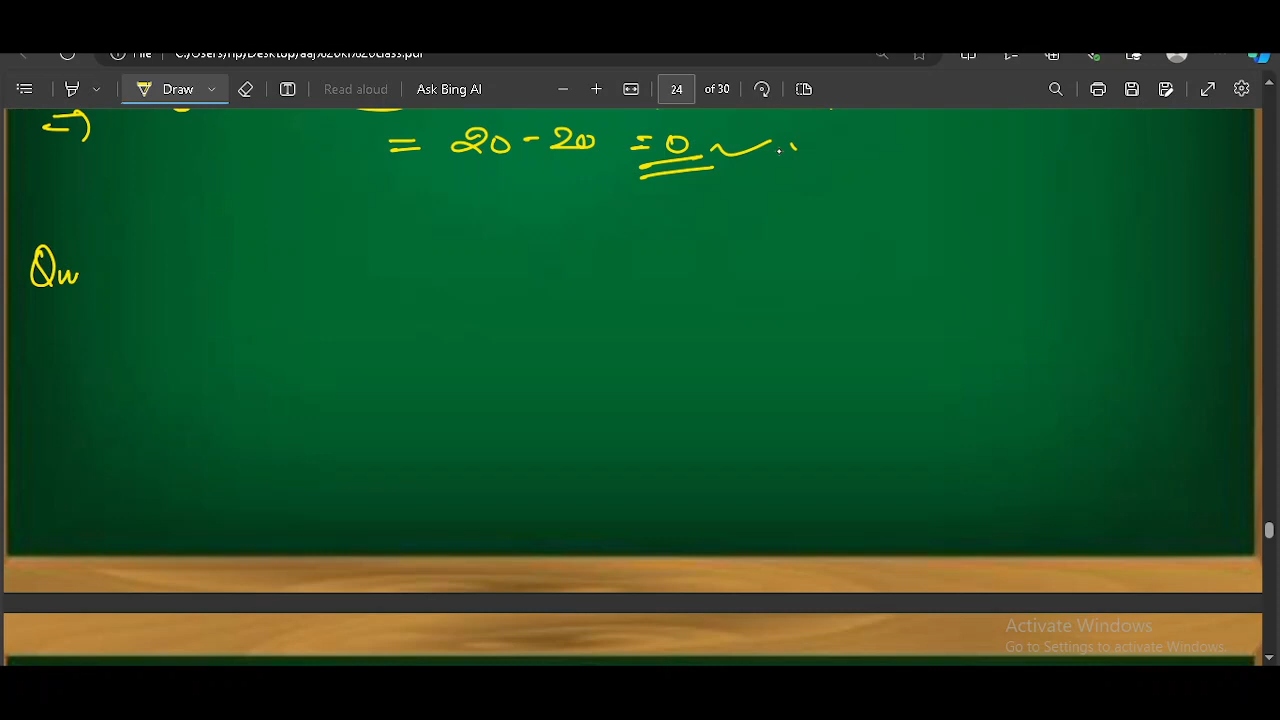 File C:/Users/hp/Desktop/aaj%20ki%20class.pdf
Draw Read aloud Ask Bing AI 24 of 30
= 20 - 20 = 0
Qu
Activate Windows
Go to Settings to activate Windows.